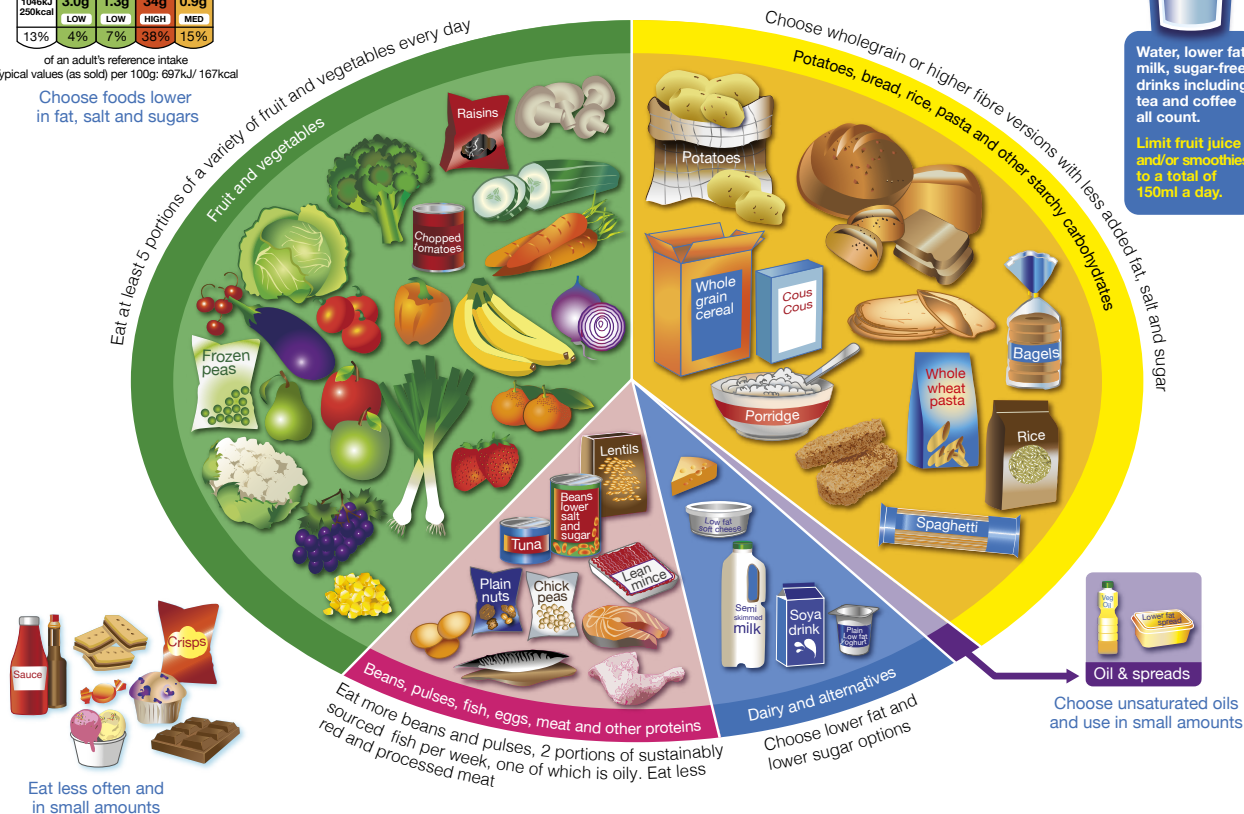 1046kJ
250kcal
3.0g
1.3g
34g
0.9g
LOW
LOW
HIGH
MED
13%
4%
7%
38%
15%
of an adult's reference intake
ypical values (as sold) per 100g: 697kJ/ 167kcal
Choose foods lower
in fat, salt and sugars
Eat at least 5 portions of a variety of fruit and vegetables every day
Fruit and vegetables
Raisins
Chopped
tomatoes
Frozen
peas
Choose wholegrain or higher fibre versions with less added fat, salt and sugar
Potatoes, bread, rice, pasta and other starchy carbohydrates
Potatoes
Whole
grain
cereal
Cous
Cous
Bagels
Porridge
Whole
wheat
pasta
Rice
Spaghetti
Water, lower fat
milk, sugar-free
drinks including
tea and coffee
all count.
Limit fruit juice
and/or smoothies
to a total of
150ml a day.
Lentils
Beans
lower
salt
and
sugar
Tuna
Lean
mince
Plain
nuts
Chick
peas
Beans, pulses, fish, eggs, meat and other proteins
Eat more beans and pulses, 2 portions of sustainably
sourced fish per week, one of which is oily. Eat less
red and processed meat
Low fat
soft cheese
Semi
skimmed
milk
Soya
drink
Plain
Low fat
yoghurt
Dairy and alternatives
Choose lower fat and
lower sugar options
Veg
Oil
Lower fat
spread
Oil & spreads
Choose unsaturated oils
and use in small amounts
Sauce
Crisps
Eat less often and
in small amounts